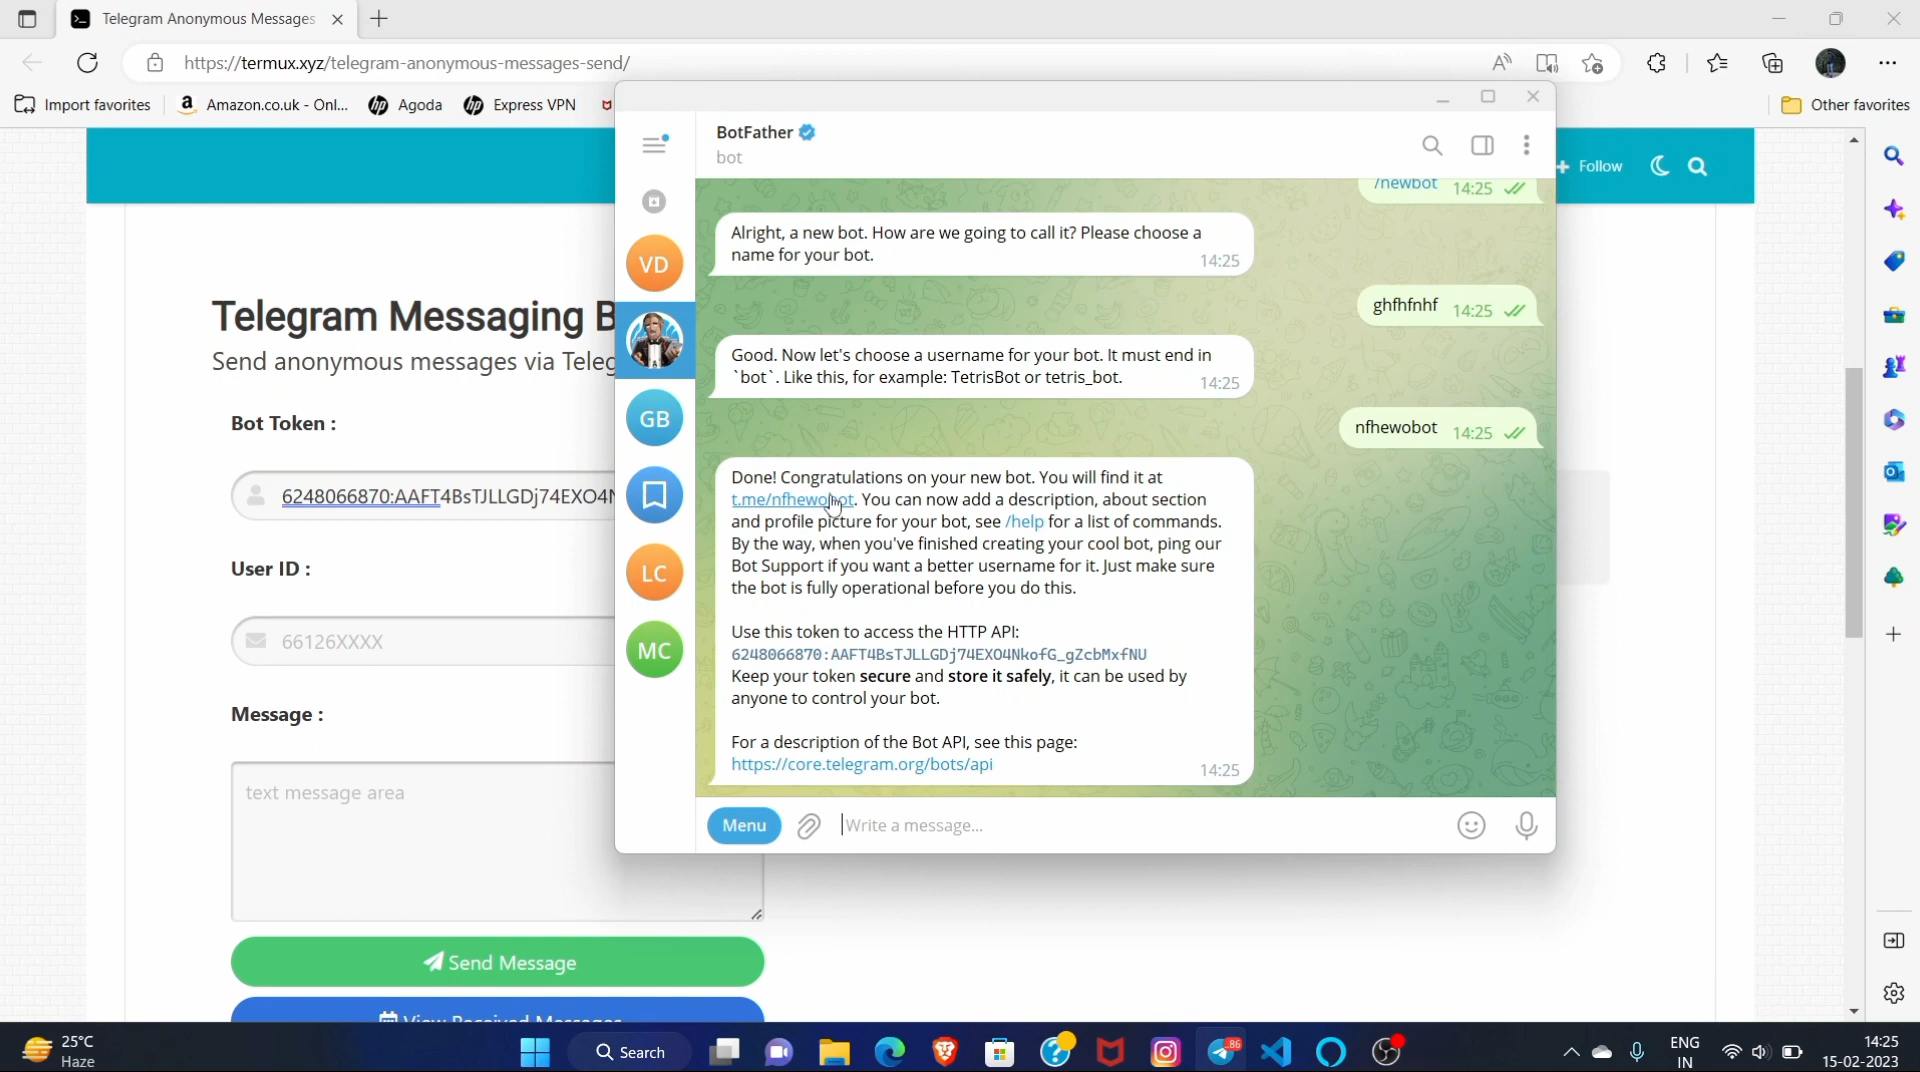 Telegram Anonymous Messages
https://termux.xyz/telegram-anonymous-messages-send/
Import favorites
Amazon.co.uk - Onl...
Agoda
Express VPN
Other favorites
Follow
Telegram Messaging B
Send anonymous messages via Teleg
Bot Token :
6248066870:AAFT4BsTJLLGDj74EXO4N
User ID :
66126XXXX
Message :
text message area
Send Message
View Received Messages
BotFather
bot
VD
GB
LC
MC
/newbot 14:25
Alright, a new bot. How are we going to call it? Please choose a
name for your bot.
14:25
ghfhfnhf 14:25
Good. Now let's choose a username for your bot. It must end in
`bot`. Like this, for example: TetrisBot or tetris_bot.
14:25
nfhewobot 14:25
Done! Congratulations on your new bot. You will find it at
t.me/nfhewobot. You can now add a description, about section
and profile picture for your bot, see /help for a list of commands.
By the way, when you've finished creating your cool bot, ping our
Bot Support if you want a better username for it. Just make sure
the bot is fully operational before you do this.
Use this token to access the HTTP API:
6248066870:AAFT4BsTJLLGDj74EXO4NkofG_gZcbMxfNU
Keep your token secure and store it safely, it can be used by
anyone to control your bot.
For a description of the Bot API, see this page:
https://core.telegram.org/bots/api
14:25
Menu
Write a message...
25°C
Haze
Search
86
ENG
IN
14:25
15-02-2023